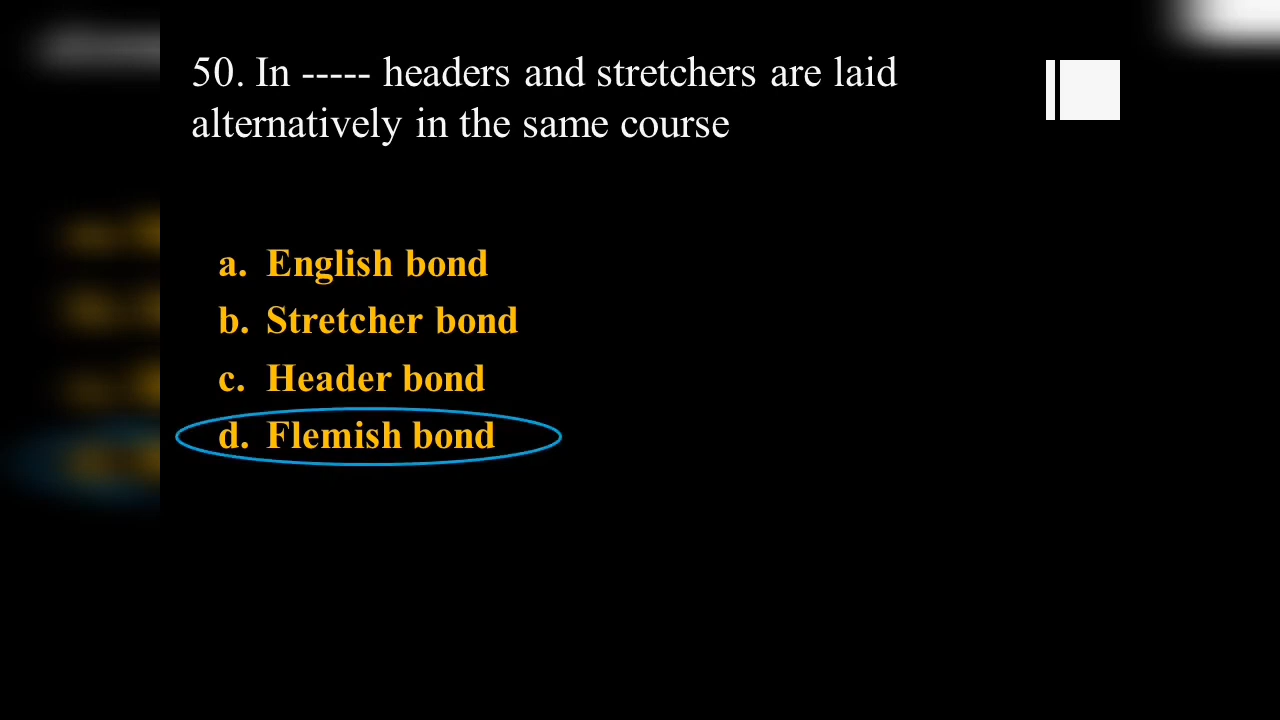 50. In ----- headers and stretchers are laid
alternatively in the same course
a. English bond
b. Stretcher bond
c. Header bond
d. Flemish bond